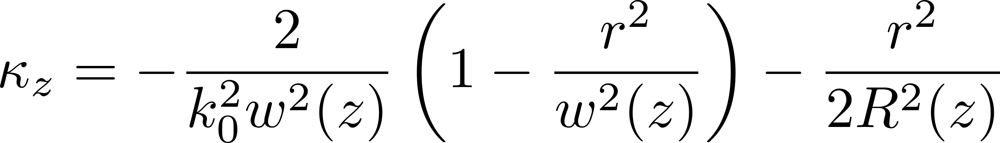 κ_z = − \frac{2}{k_0^2 w^2(z)} \left( 1 − \frac{r^2}{w^2(z)} \right) − \frac{r^2}{2R^2(z)}